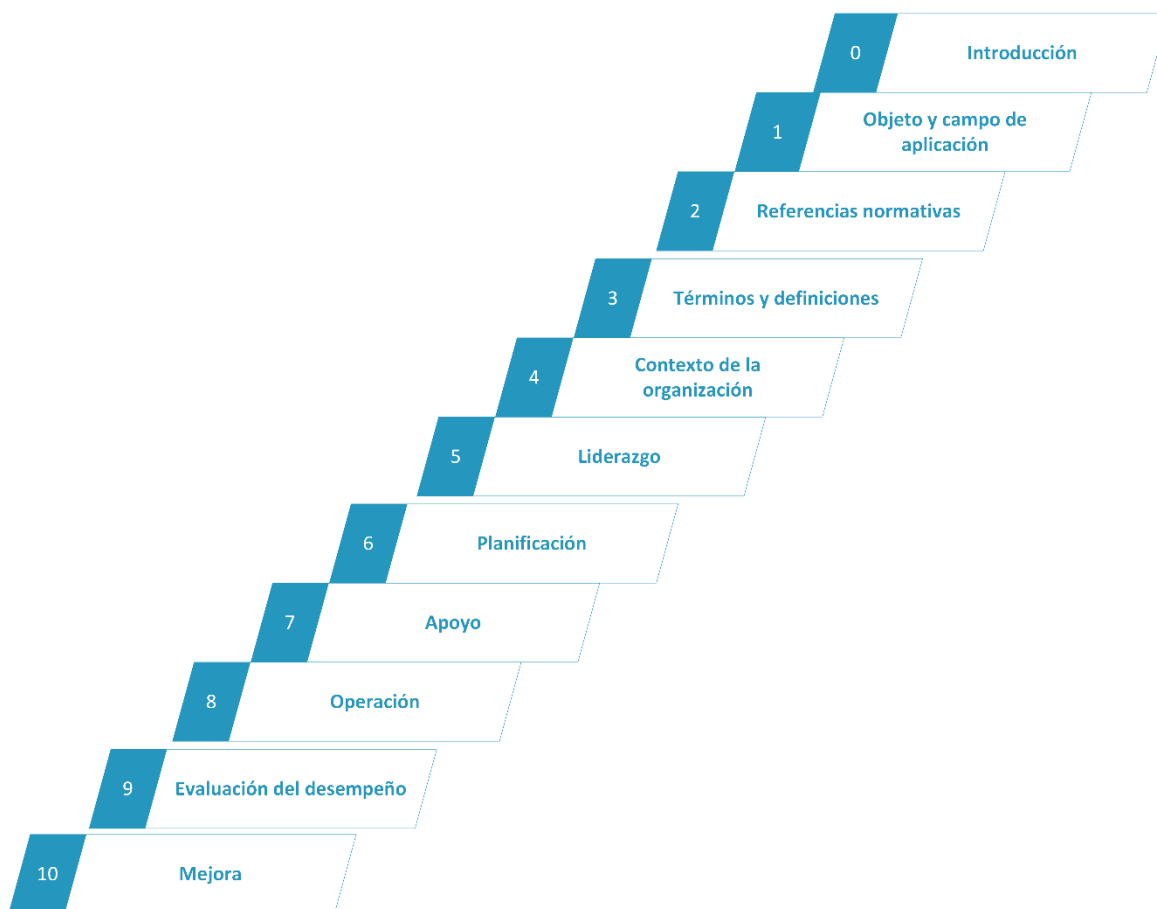 0
Introducción
1
Objeto y campo de
aplicación
2
Referencias normativas
3
Términos y definiciones
4
Contexto de la
organización
5
Liderazgo
6
Planificación
7
Apoyo
8
Operación
9
Evaluación del desempeño
10
Mejora